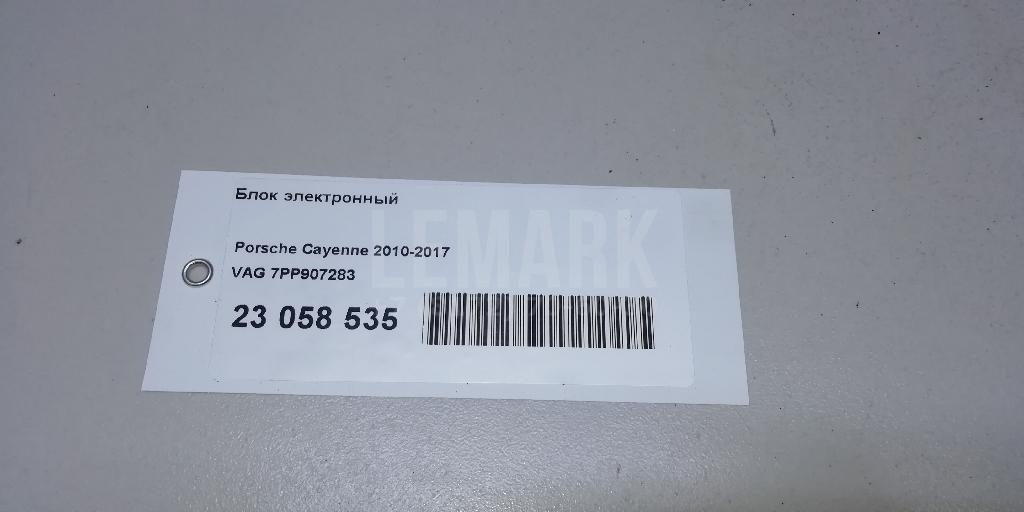 Блок электронный
LEMARK
Porsche Cayenne 2010-2017
VAG 7PP907283
23 058 535